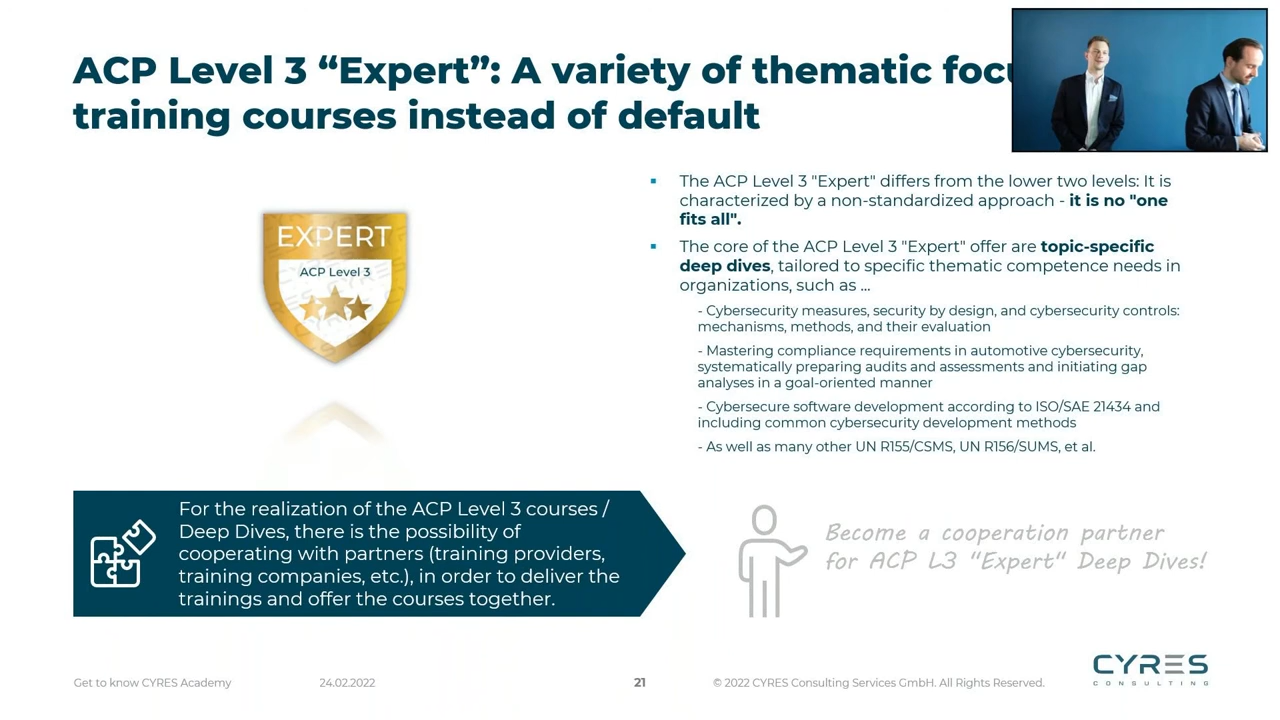 ACP Level 3 “Expert”: A variety of thematic
training courses instead of default
EXPERT
ACP Level 3
▪ The ACP Level 3 "Expert" differs from the lower two levels: It is
characterized by a non-standardized approach - it is no "one
fits all".
▪ The core of the ACP Level 3 "Expert" offer are topic-specific
deep dives, tailored to specific thematic competence needs in
organizations, such as ...
- Cybersecurity measures, security by design, and cybersecurity controls:
mechanisms, methods, and their evaluation
- Mastering compliance requirements in automotive cybersecurity,
systematically preparing audits and assessments and initiating gap
analyses in a goal-oriented manner
- Cybersecure software development according to ISO/SAE 21434 and
including common cybersecurity development methods
- As well as many other UN R155/CSMS, UN R156/SUMS, et al.
For the realization of the ACP Level 3 courses /
Deep Dives, there is the possibility of
cooperating with partners (training providers,
training companies, etc.), in order to deliver the
trainings and offer the courses together.
Become a cooperation partner
for ACP L3 "Expert" Deep Dives!
Get to know CYRES Academy
24.02.2022
21
© 2022 CYRES Consulting Services GmbH. All Rights Reserved.
CYRES
CONSULTING